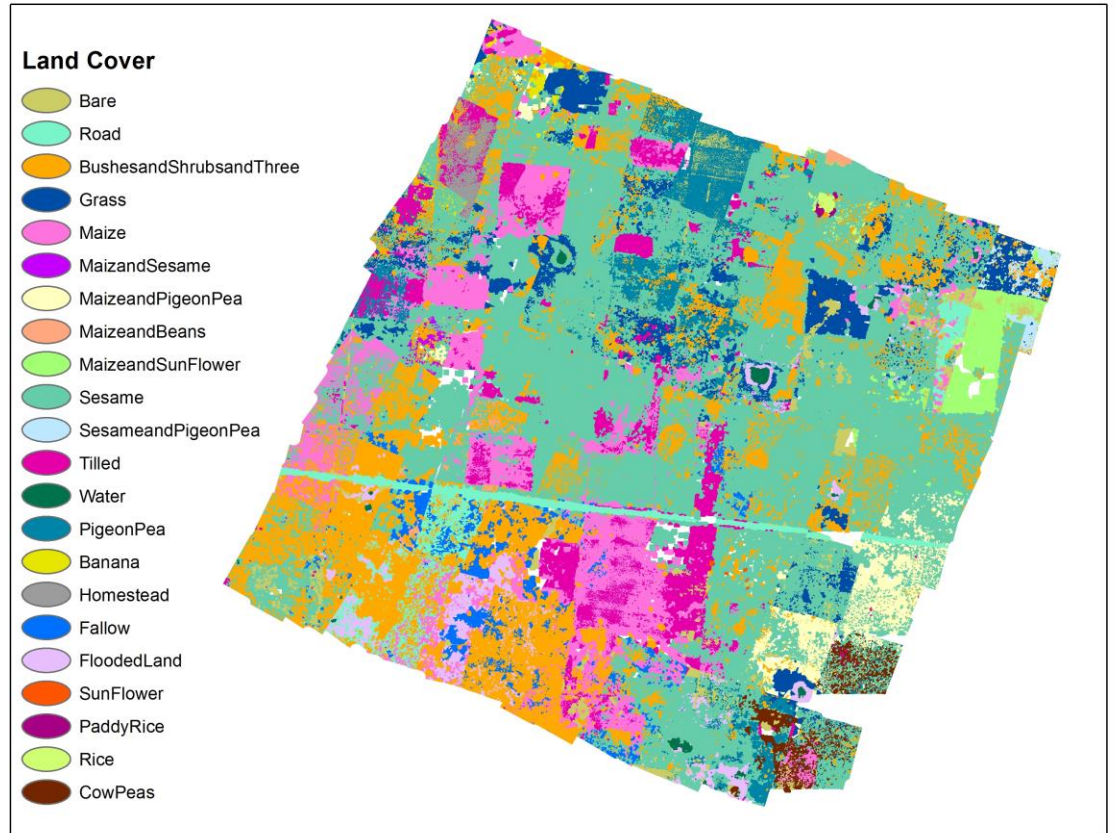 Land Cover
Bare
Road
BushesandShrubsandThree
Grass
Maize
MaizandSesame
MaizeandPigeonPea
MaizeandBeans
MaizeandSunFlower
Sesame
SesameandPigeonPea
Tilled
Water
PigeonPea
Banana
Homestead
Fallow
FloodedLand
SunFlower
PaddyRice
Rice
CowPeas